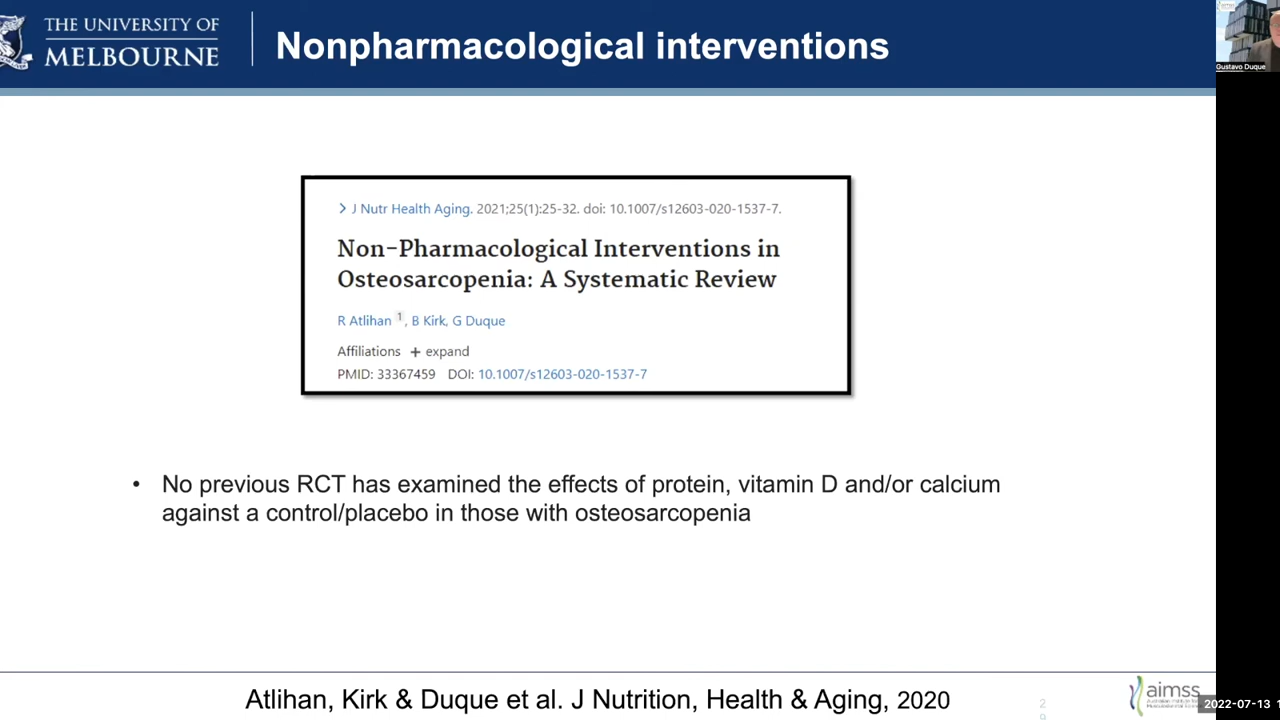 THE UNIVERSITY OF
MELBOURNE
Nonpharmacological interventions
Gustavo Duque
J Nutr Health Aging. 2021;25(1):25-32. doi: 10.1007/s12603-020-1537-7.
Non-Pharmacological Interventions in
Osteosarcopenia: A Systematic Review
R Atlihan 1, B Kirk, G Duque
Affiliations + expand
PMID: 33367459 DOI: 10.1007/s12603-020-1537-7
• No previous RCT has examined the effects of protein, vitamin D and/or calcium
against a control/placebo in those with osteosarcopenia
Atlihan, Kirk & Duque et al. J Nutrition, Health & Aging, 2020
2
9
aimss
2022-07-13